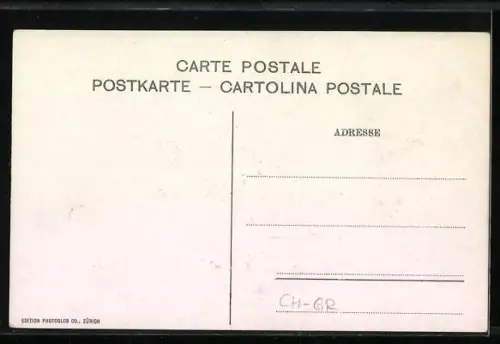 CARTE POSTALE
POSTKARTE — CARTOLINA POSTALE
ADRESSE
CH-GR
EDITION PHOTOGLOB CO., ZÜRICH